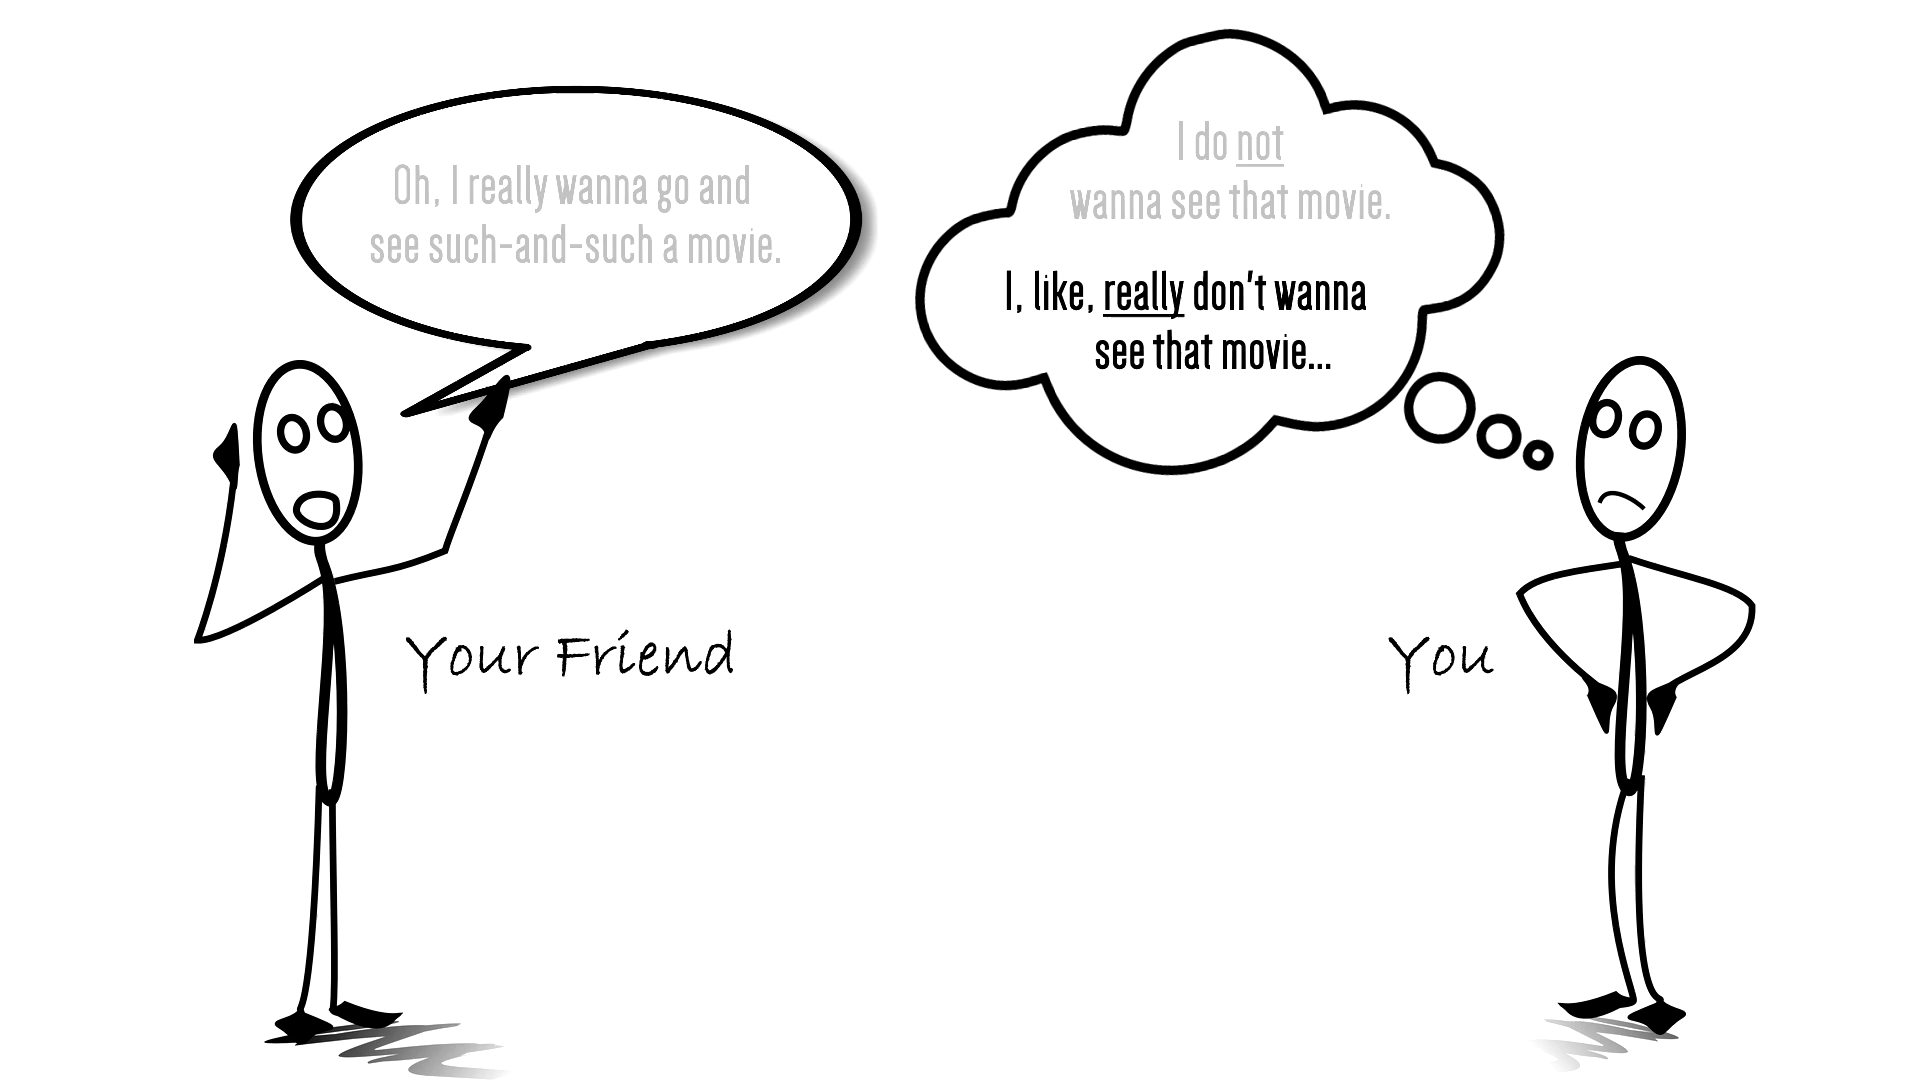 Oh, I really wanna go and
see such-and-such a movie.
I do not
wanna see that movie.
I, like, really don't wanna
see that movie...
Your Friend
You